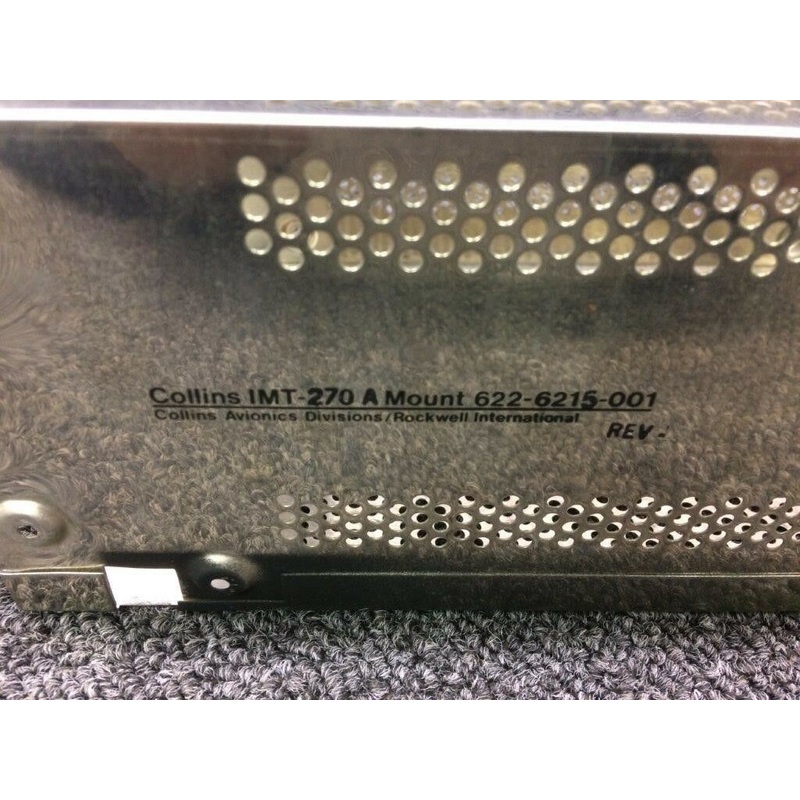 Collins IMT-270 A Mount 622-6215-001
Collins Avionics Divisions/Rockwell International
REV -